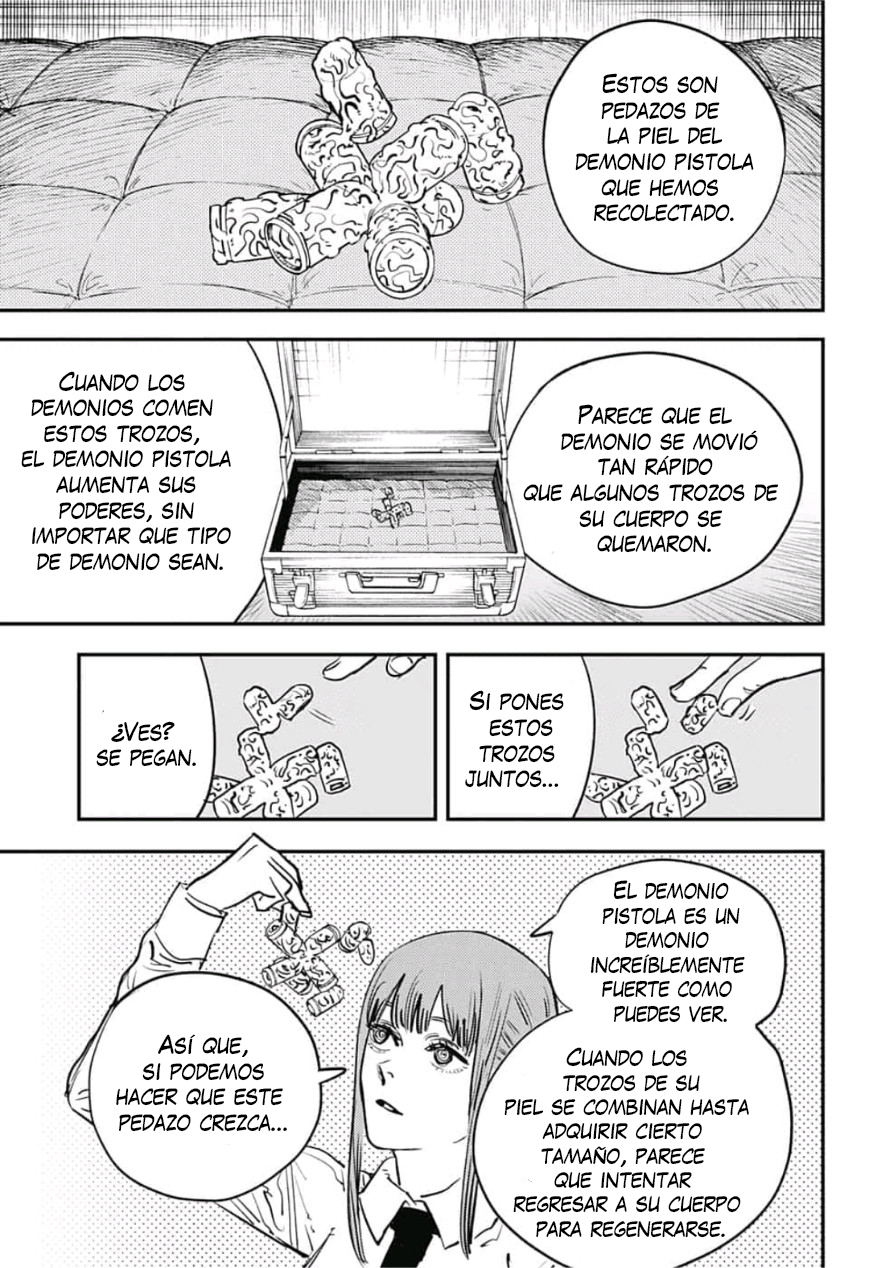 ESTOS SON
PEDAZOS DE
LA PIEL DEL
DEMONIO PISTOLA
QUE HEMOS
RECOLECTADO.
PARECE QUE EL
DEMONIO SE MOVIÓ
TAN RÁPIDO
QUE ALGUNOS TROZOS DE
SU CUERPO SE
QUEMARON.
CUANDO LOS
DEMONIOS COMEN
ESTOS TROZOS,
EL DEMONIO PISTOLA
AUMENTA SUS
PODERES, SIN
IMPORTAR QUE TIPO
DE DEMONIO SEAN.
SI PONES
ESTOS
TROZOS
JUNTOS...
¿VES?
SE PEGAN.
EL DEMONIO
PISTOLA ES UN
DEMONIO
INCREÍBLEMENTE
FUERTE COMO
PUEDES VER.
CUANDO LOS
TROZOS DE SU
PIEL SE COMBINAN HASTA
ADQUIRIR CIERTO
TAMAÑO, PARECE
QUE INTENTAR
REGRESAR A SU CUERPO
PARA REGENERARSE.
ASÍ QUE,
SI PODEMOS
HACER QUE ESTE
PEDAZO CREZCA...